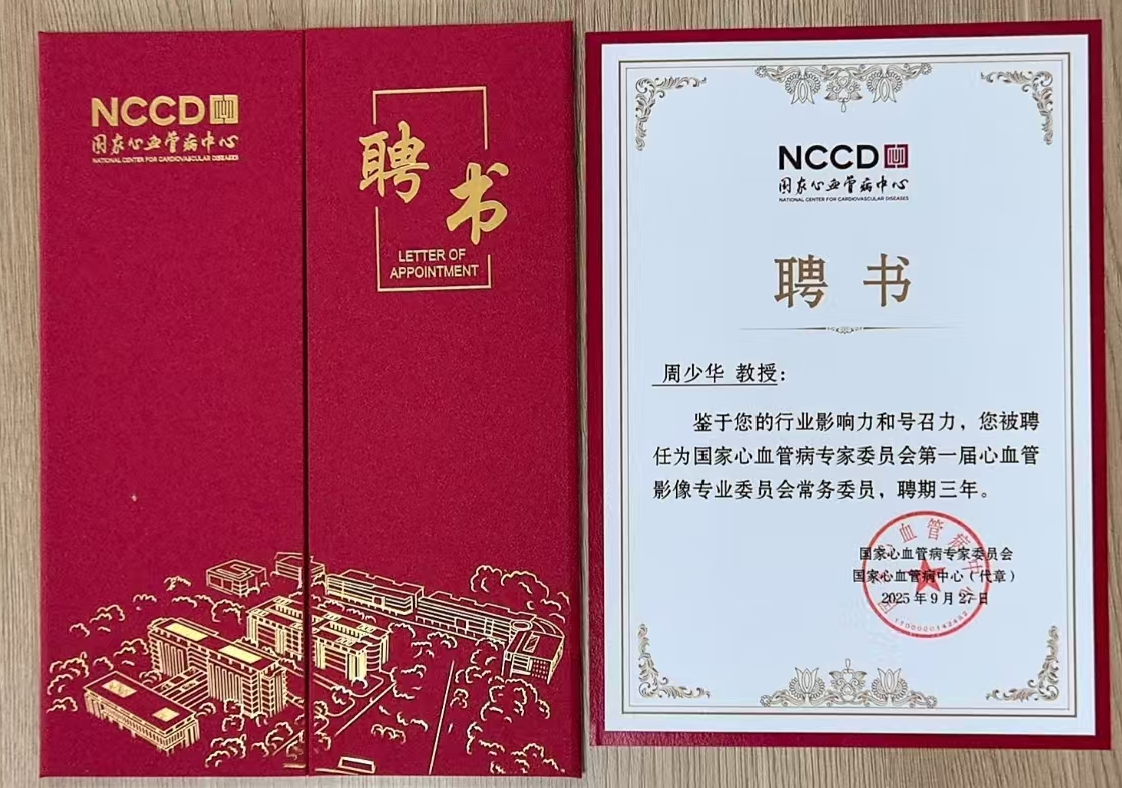 NCCD
国家心血管病中心
NATIONAL CENTER FOR CARDIOVASCULAR DISEASES
聘书
LETTER OF
APPOINTMENT
NCCD
国家心血管病中心
NATIONAL CENTER FOR CARDIOVASCULAR DISEASES
聘 书
周少华 教授：
鉴于您的行业影响力和号召力，您被聘
任为国家心血管病专家委员会第一届心血管
影像专业委员会常务委员，聘期三年。
国家心血管病专家委员会
国家心血管病中心（代章）
2025年9月27日